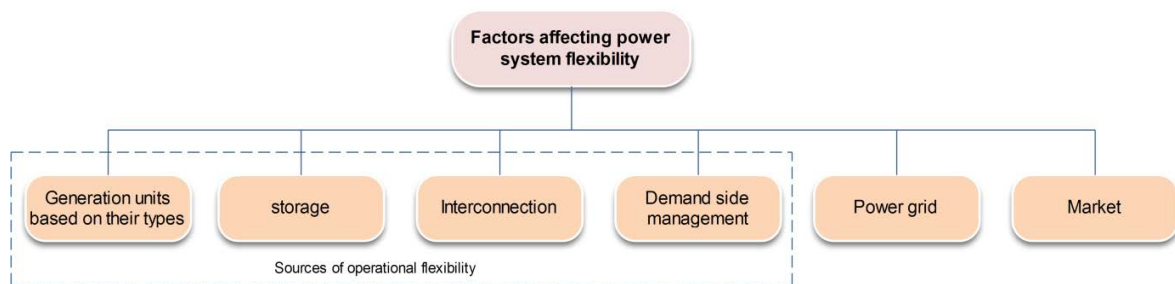 Factors affecting power
system flexibility
Generation units
based on their types
storage
Interconnection
Demand side
management
Power grid
Market
Sources of operational flexibility